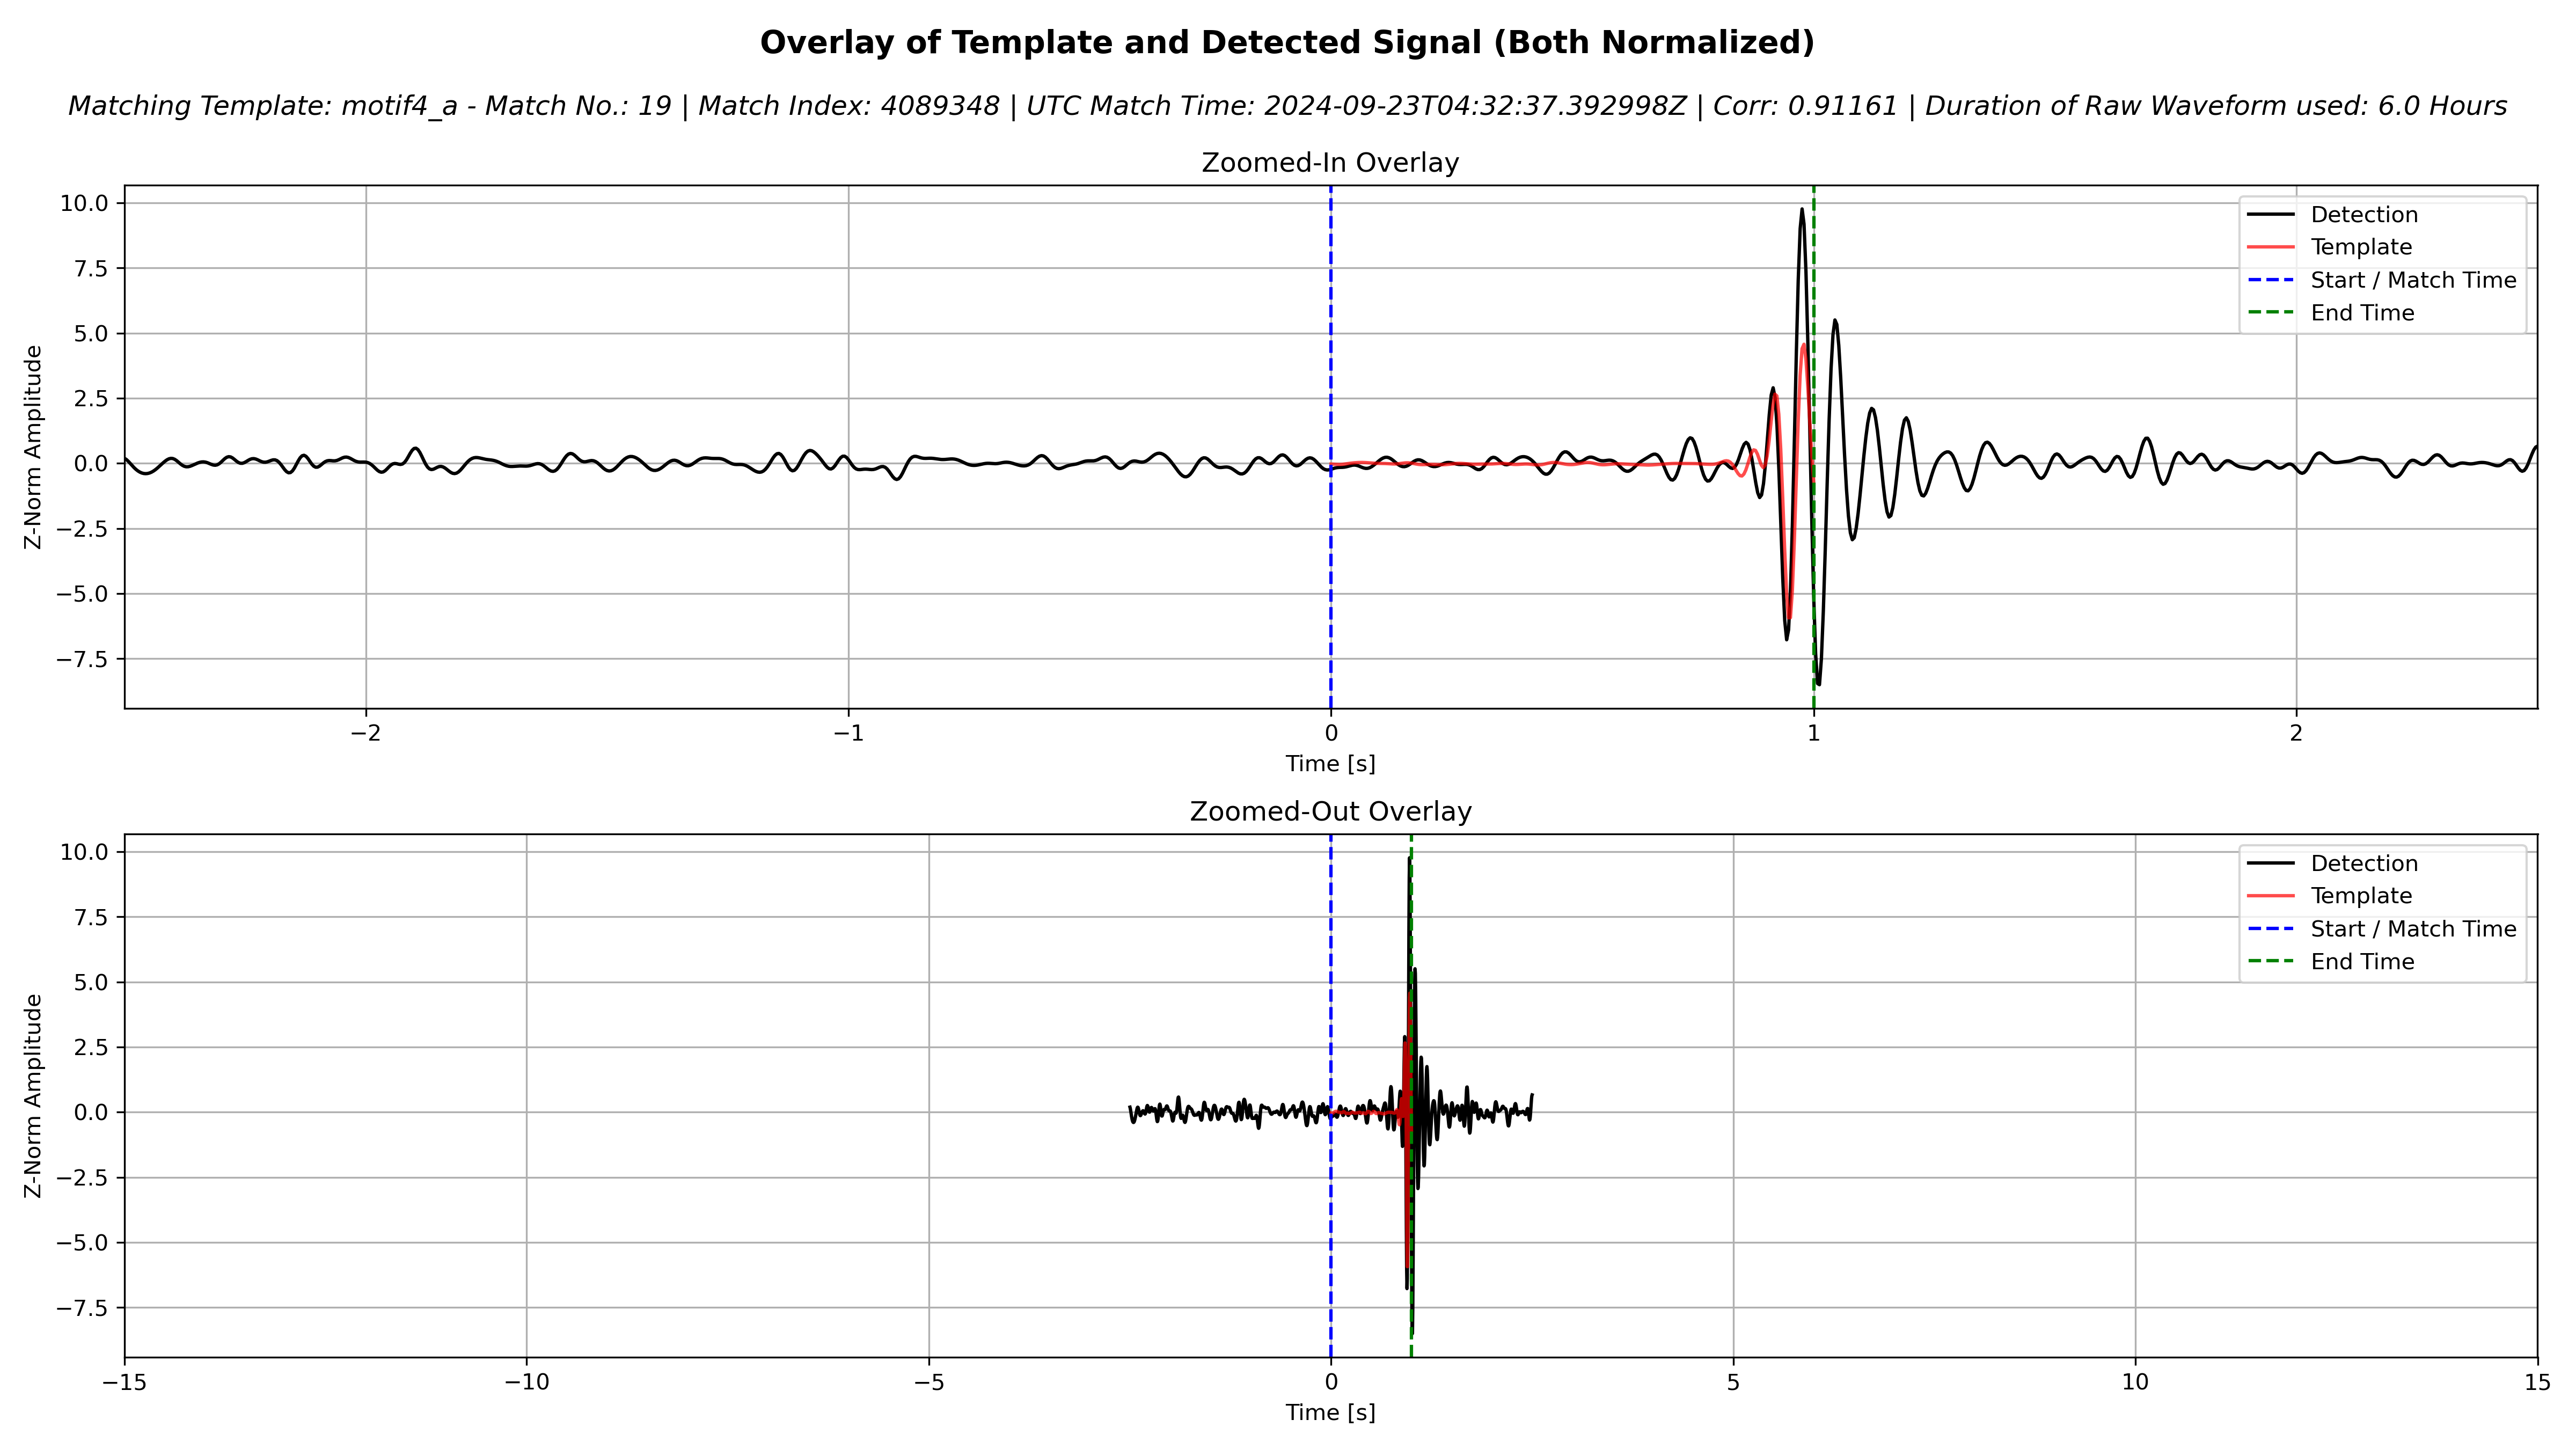 Overlay of Template and Detected Signal (Both Normalized)
Matching Template: motif4_a - Match No.: 19 | Match Index: 4089348 | UTC Match Time: 2024-09-23T04:32:37.392998Z | Corr: 0.91161 | Duration of Raw Waveform used: 6.0 Hours
Zoomed-In Overlay
Z-Norm Amplitude
10.0
7.5
5.0
2.5
0.0
−2.5
−5.0
−7.5
Detection
Template
Start / Match Time
End Time
−2 −1 0 1 2
Time [s]
Zoomed-Out Overlay
Z-Norm Amplitude
10.0
7.5
5.0
2.5
0.0
−2.5
−5.0
−7.5
Detection
Template
Start / Match Time
End Time
−15 −10 −5 0 5 10 15
Time [s]